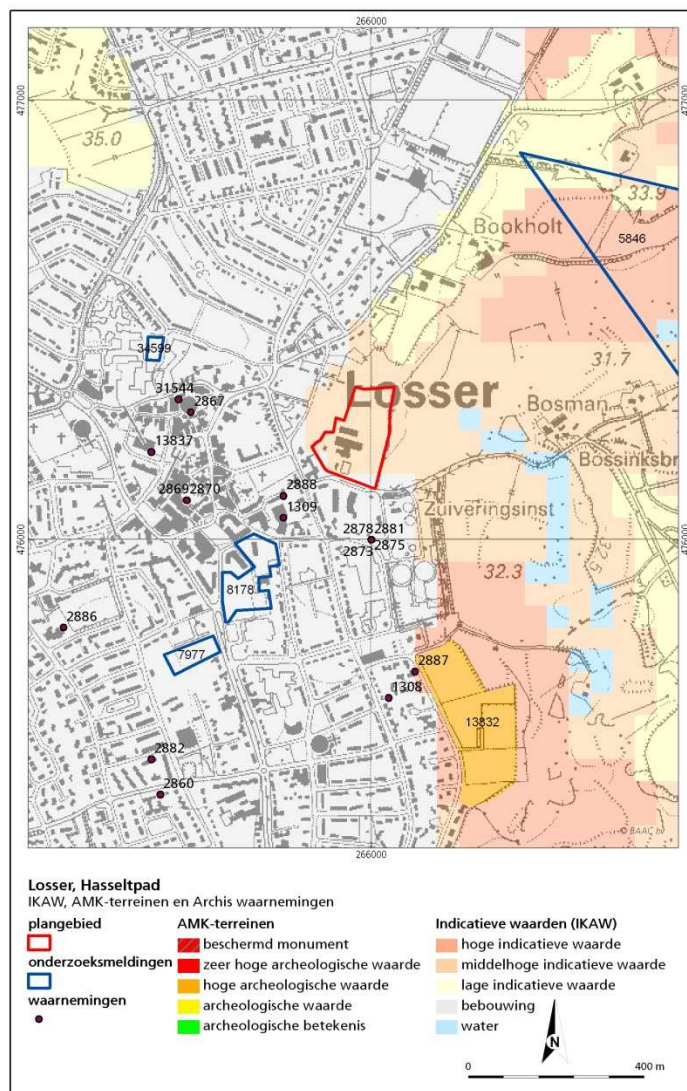 266000
477000
477000
35.0
32.5
33.9
Bookholt
5846
34599
31.7
31544
2867
Losser
Bosman
13837
Bossinksbr
28692870
2888
1309
Zuiveringsinst
28782881
476000
476000
2873
2875
32.3
8178
2886
7977
2887
1308
13832
2882
2860
© BAAC bv
266000
Losser, Hasseltpad
IKAW, AMK-terreinen en Archis waarnemingen
plangebied
onderzoeksmeldingen
waarnemingen
AMK-terreinen
beschermd monument
zeer hoge archeologische waarde
hoge archeologische waarde
archeologische waarde
archeologische betekenis
Indicatieve waarden (IKAW)
hoge indicatieve waarde
middelhoge indicatieve waarde
lage indicatieve waarde
bebouwing
water
N
0 400 m